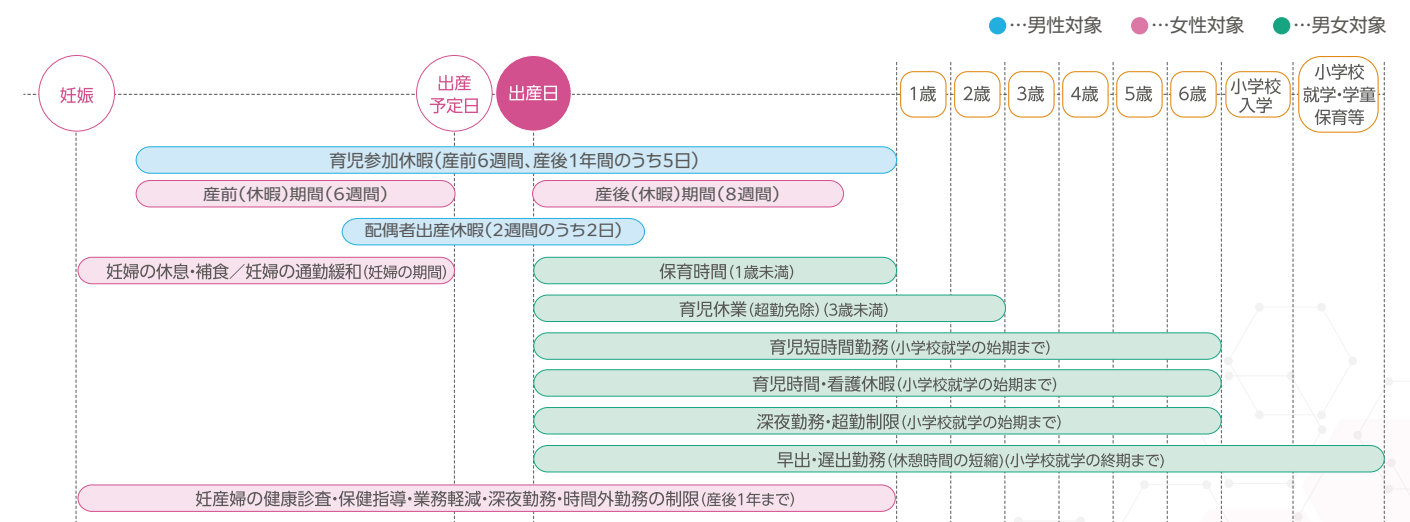 …男性対象 …女性対象 …男女対象
妊娠
出産
予定日
出産日
1歳
2歳
3歳
4歳
5歳
6歳
小学校
入学
小学校
就学・学童
保育等
育児参加休暇(産前6週間、産後1年間のうち5日)
産前(休暇)期間(6週間)
産後(休暇)期間(8週間)
配偶者出産休暇(2週間のうち2日)
妊婦の休息・補食／妊婦の通勤緩和(妊婦の期間)
保育時間(1歳未満)
育児休業(超勤免除)(3歳未満)
育児短時間勤務(小学校就学の始期まで)
育児時間・看護休暇(小学校就学の始期まで)
深夜勤務・超勤制限(小学校就学の始期まで)
早出・遅出勤務(休憩時間の短縮)(小学校就学の終期まで)
妊産婦の健康診査・保健指導・業務軽減・深夜勤務・時間外勤務の制限(産後1年まで)